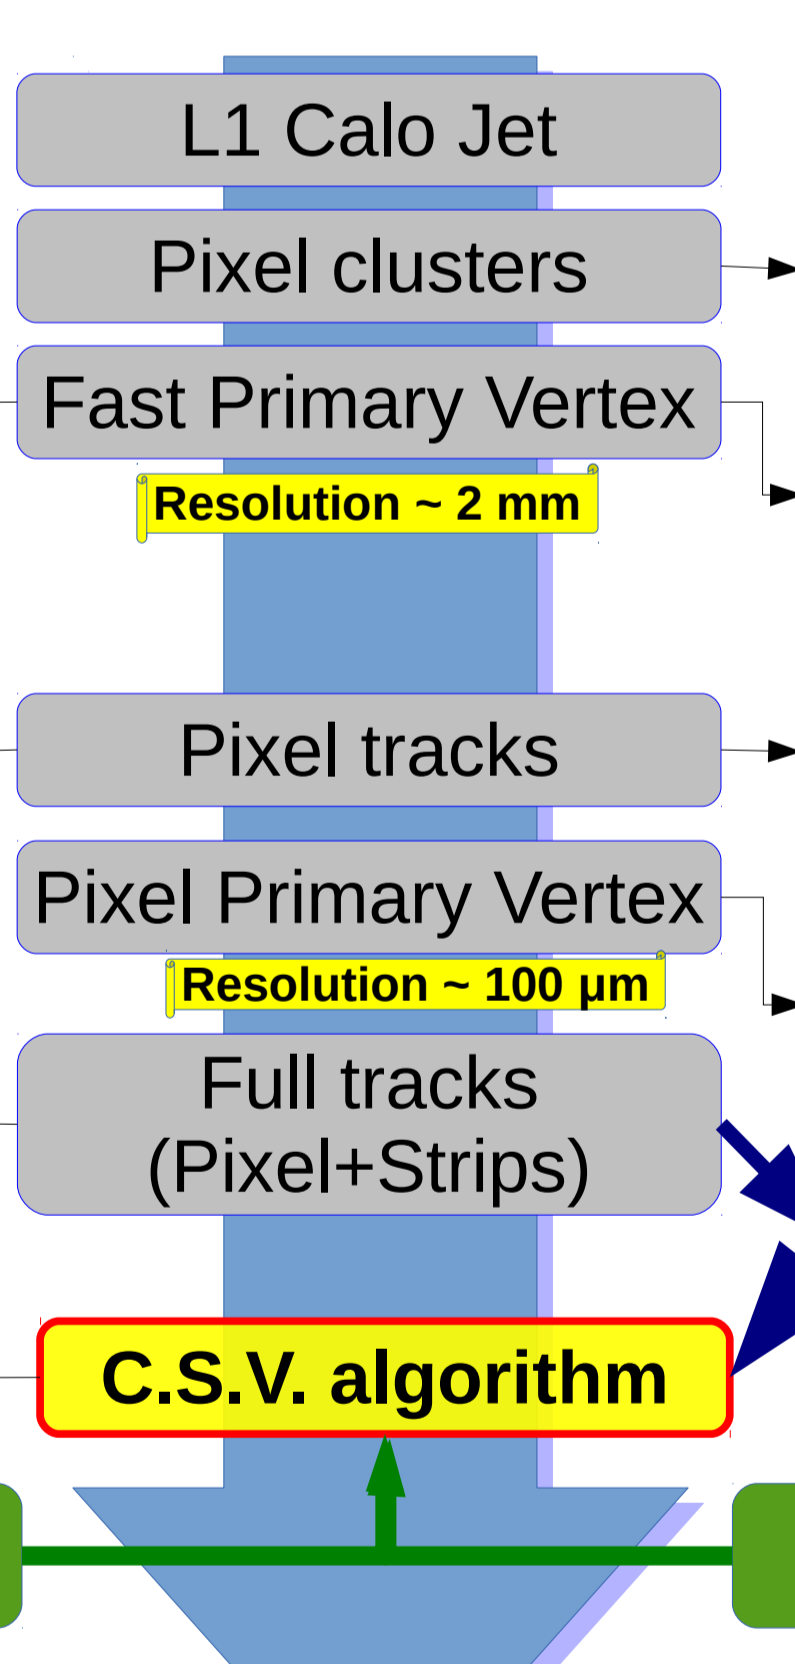 L1 Calo Jet
Pixel clusters
Fast Primary Vertex
Resolution ~ 2 mm
Pixel tracks
Pixel Primary Vertex
Resolution ~ 100 μm
Full tracks
(Pixel+Strips)
C.S.V. algorithm